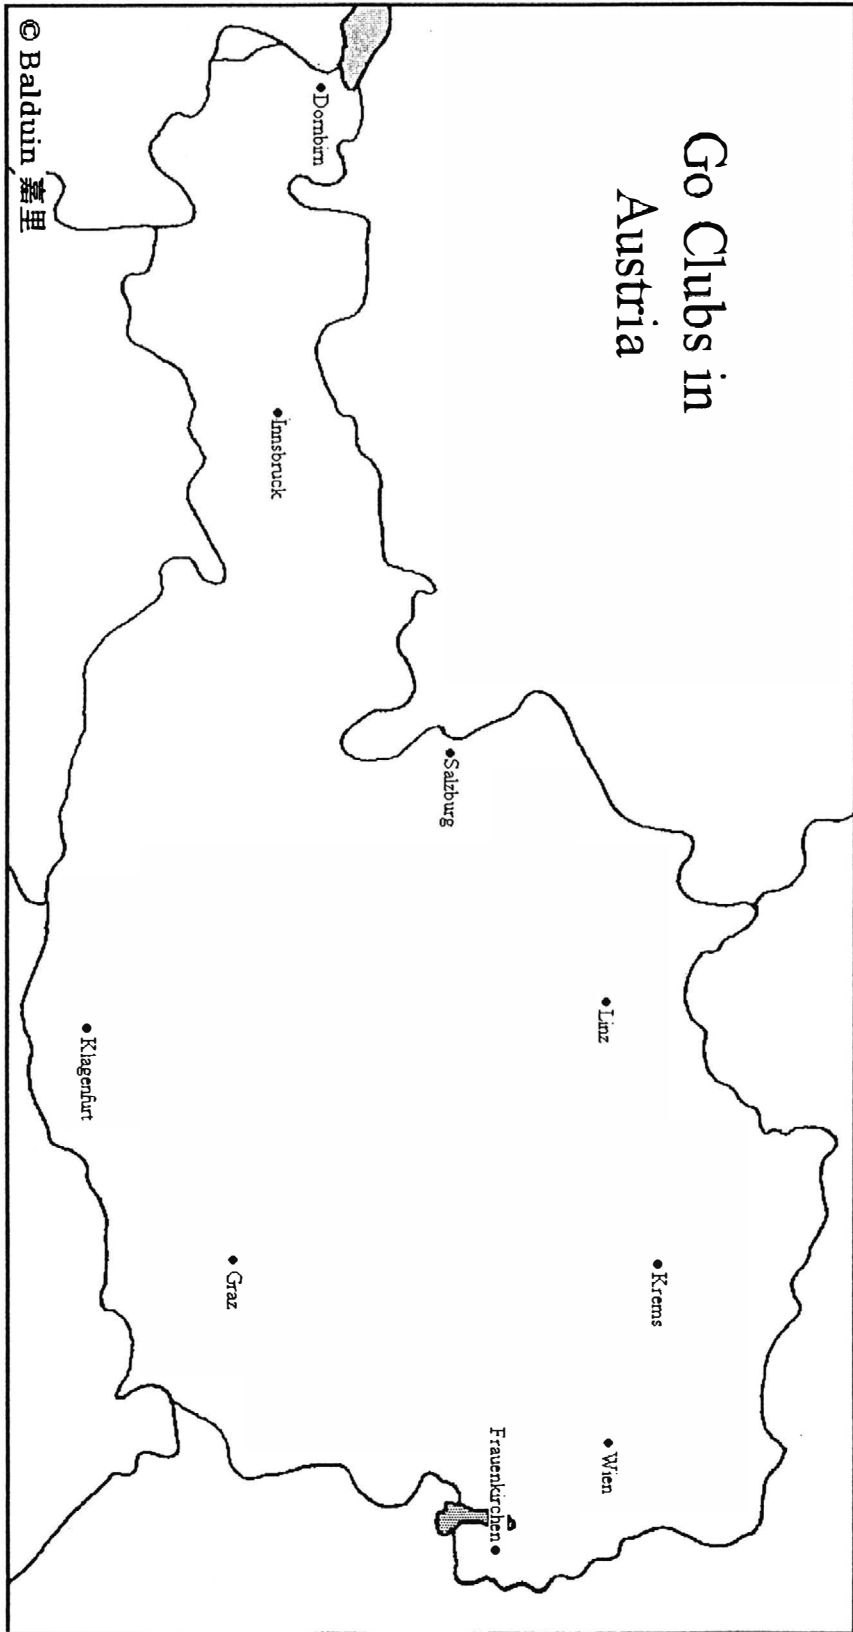 Go Clubs in
Austria
Krems
Linz
Wien
Frauenkirchen
Salzburg
Dornbirn
Innsbruck
Graz
Klagenfurt
© Balduin 嘉里